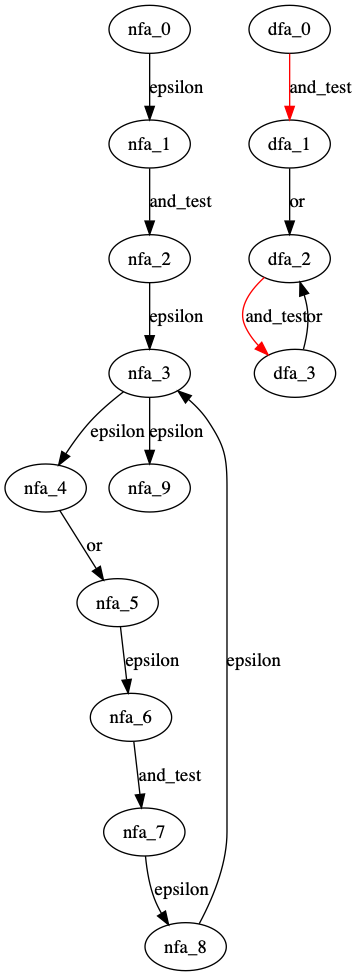 nfa_0
dfa_0
epsilon
and_test
nfa_1
dfa_1
and_test
or
nfa_2
dfa_2
epsilon
and_test
or
nfa_3
dfa_3
epsilon
epsilon
nfa_4
nfa_9
or
nfa_5
epsilon
epsilon
nfa_6
and_test
nfa_7
epsilon
nfa_8